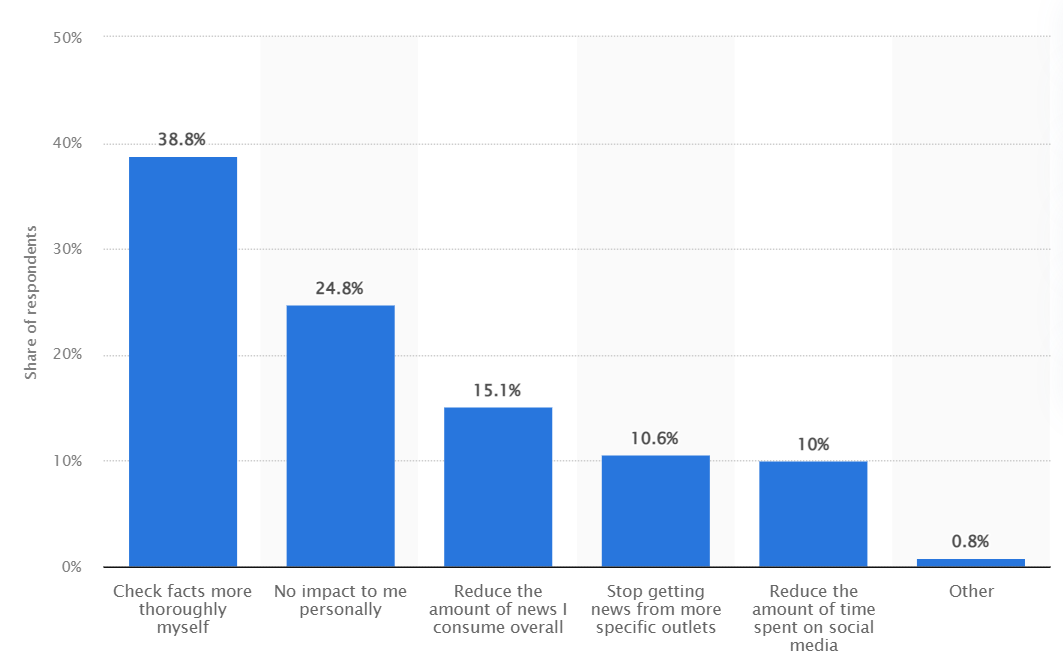 50%
40%
30%
20%
10%
0%
Share of respondents
38.8%
24.8%
15.1%
10.6%
10%
0.8%
Check facts more
thoroughly
myself
No impact to me
personally
Reduce the
amount of news I
consume overall
Stop getting
news from more
specific outlets
Reduce the
amount of time
spent on social
media
Other